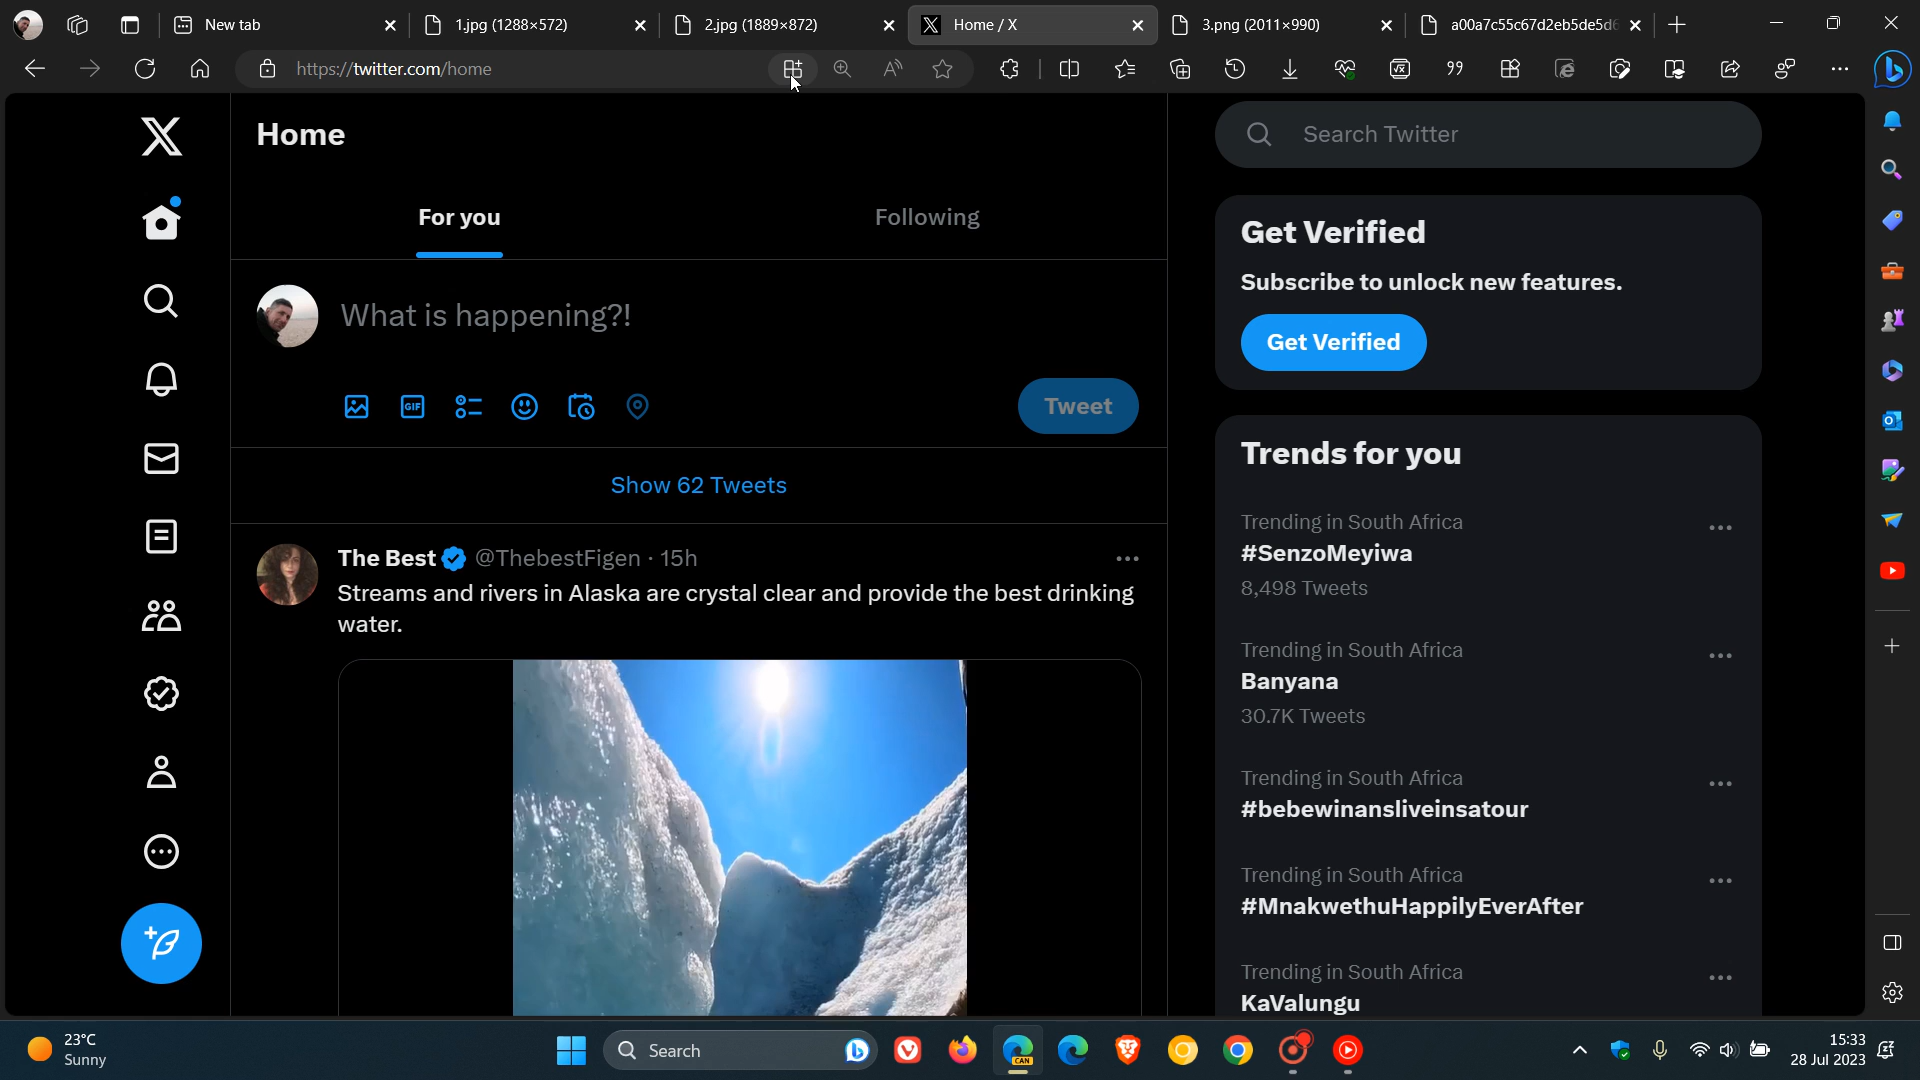 New tab
1.jpg (1288×572)
2.jpg (1889×872)
Home / X
3.png (2011×990)
a00a7c55c67d2eb5de5d6
https://twitter.com/home
Home
For you
Following
What is happening?!
GIF
Tweet
Show 62 Tweets
The Best @ThebestFigen · 15h
Streams and rivers in Alaska are crystal clear and provide the best drinking
water.
Search Twitter
Get Verified
Subscribe to unlock new features.
Get Verified
Trends for you
Trending in South Africa
#SenzoMeyiwa
8,498 Tweets
Trending in South Africa
Banyana
30.7K Tweets
Trending in South Africa
#bebewinansliveinsatour
Trending in South Africa
#MnakwethuHappilyEverAfter
Trending in South Africa
KaValungu
23°C
Sunny
Search
CAN
15:33
28 Jul 2023